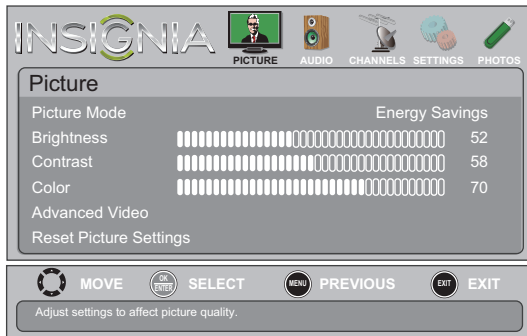 INSIGNIA
PICTURE AUDIO CHANNELS SETTINGS PHOTOS
Picture
Picture Mode Energy Savings
Brightness 52
Contrast 58
Color 70
Advanced Video
Reset Picture Settings
MOVE OK ENTER SELECT MENU PREVIOUS EXIT EXIT
Adjust settings to affect picture quality.